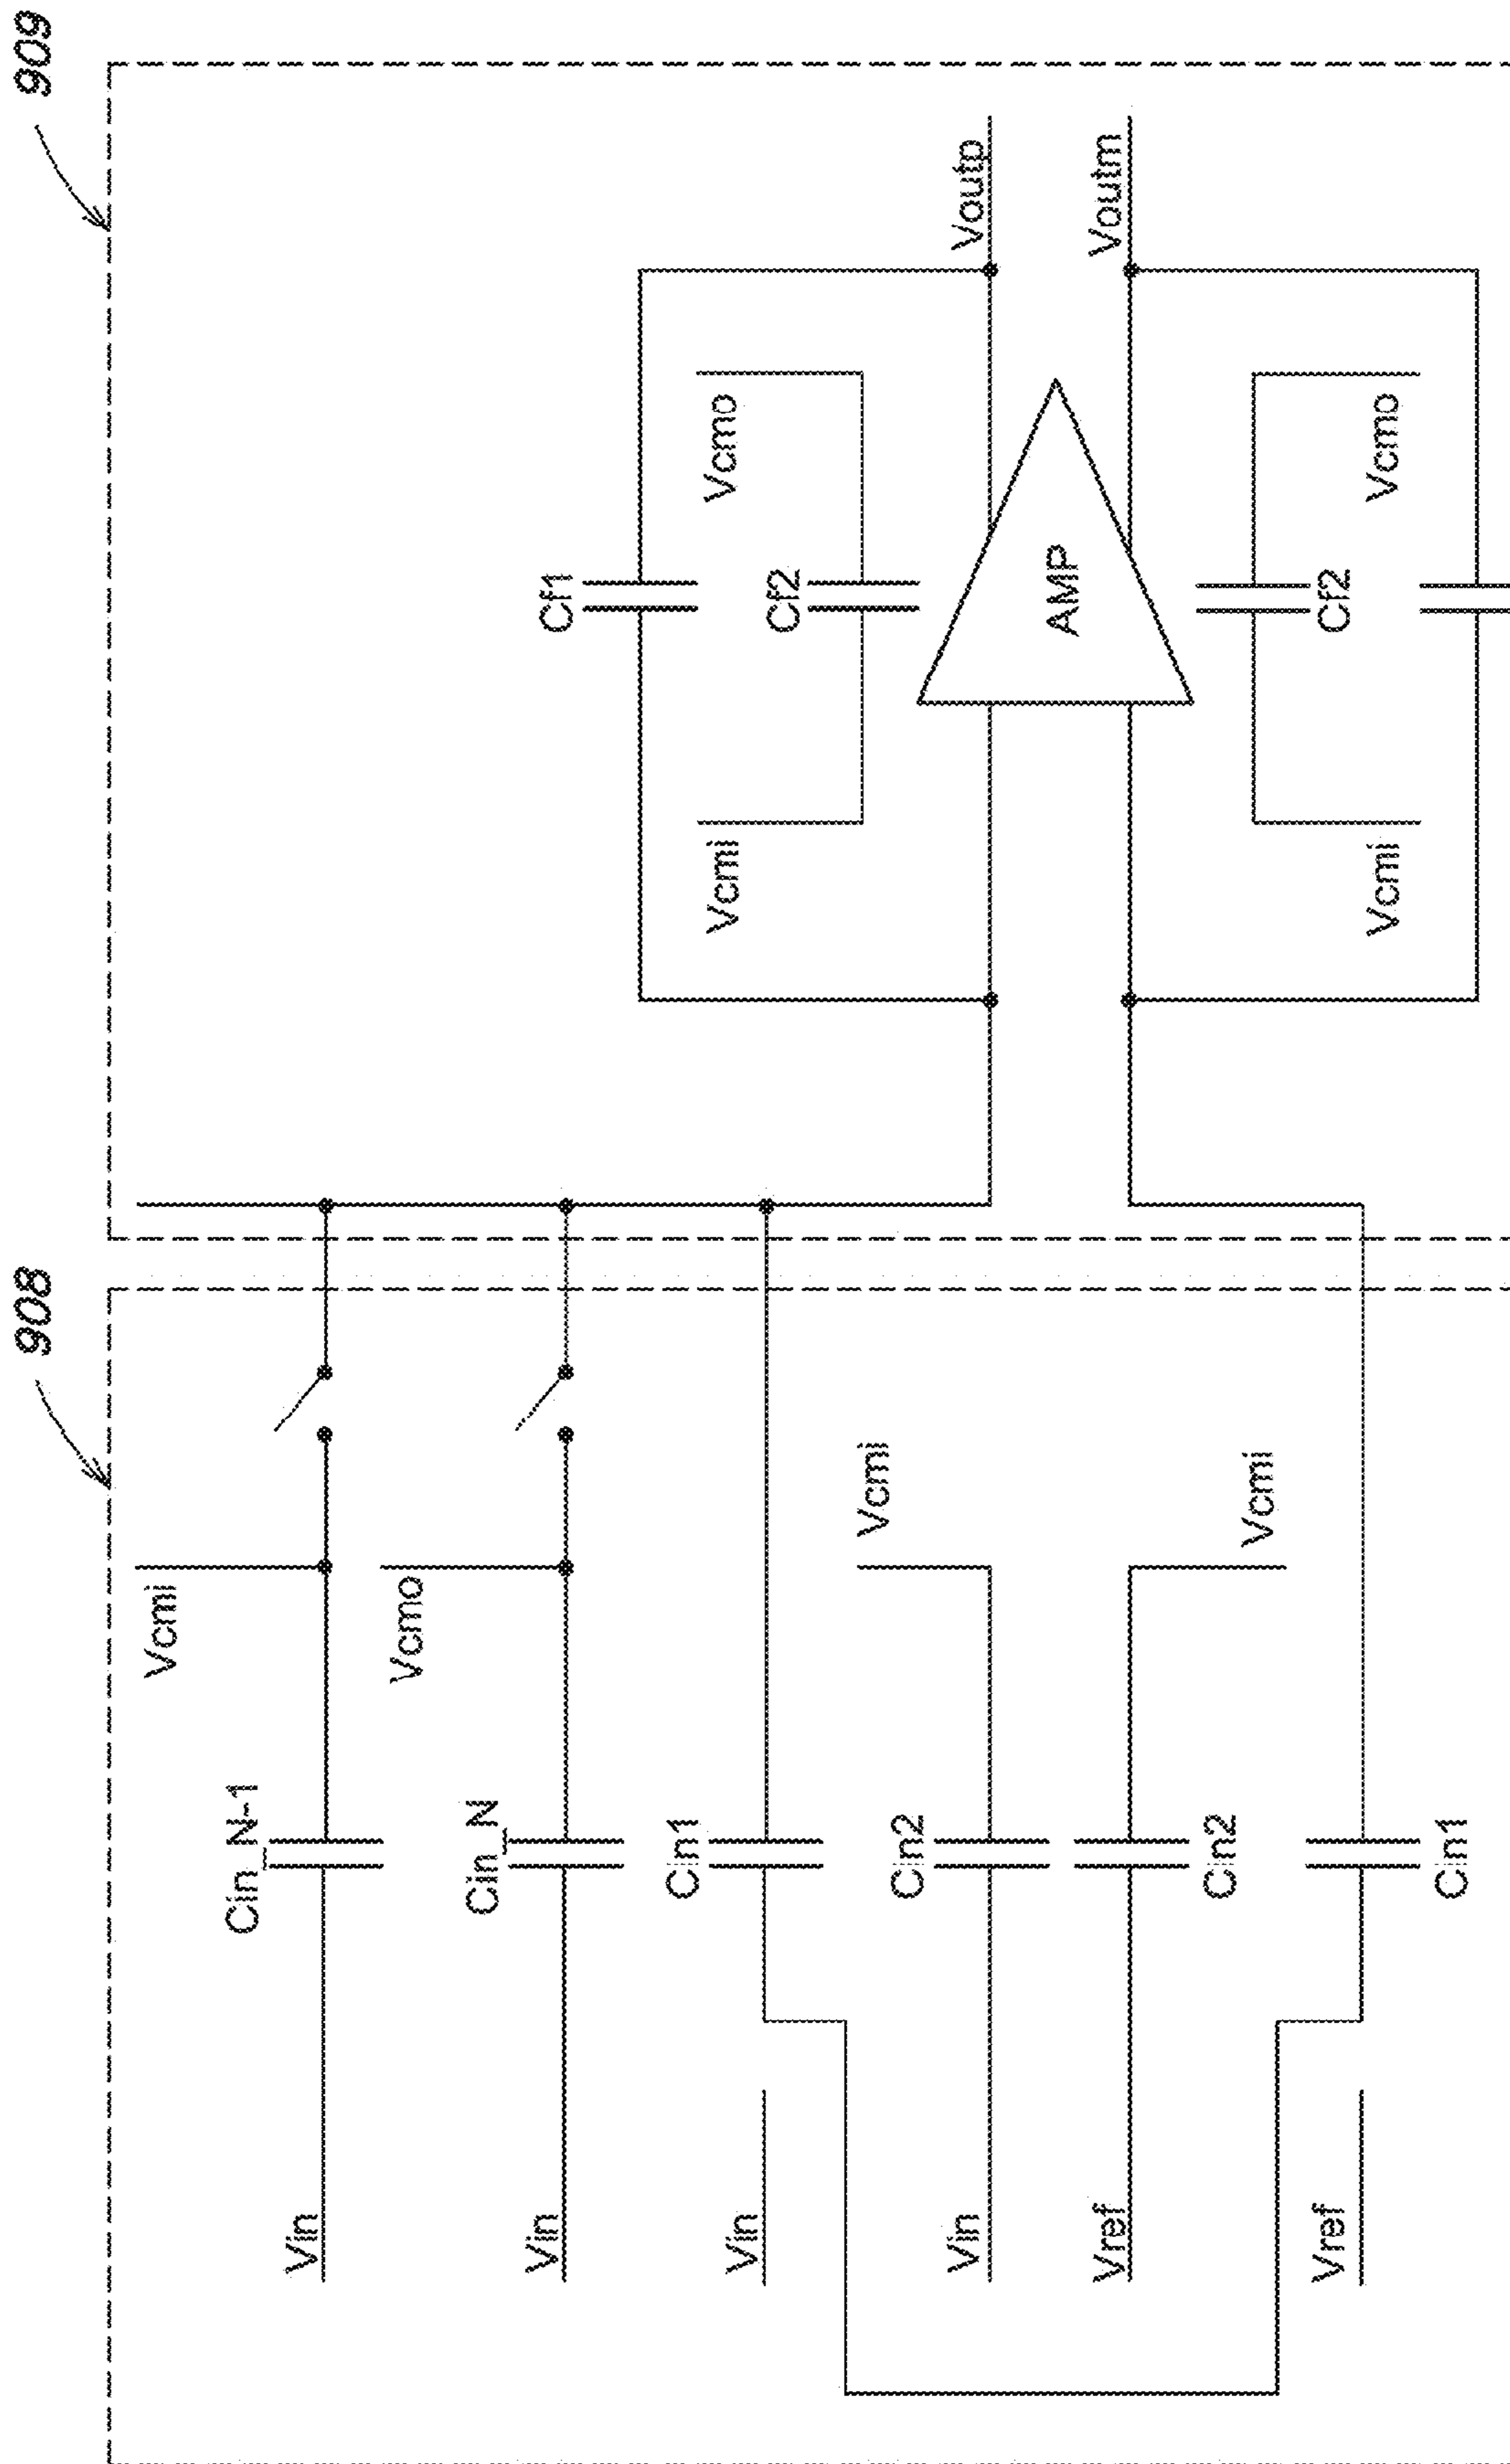 908
909
Vin
Cin_N-1
Vcmi
Vin
Cin_N
Vcmo
Vin
Cin1
Vin
Cin2
Vcmi
Vref
Cin2
Vcmi
Vref
Cin1
Cf1
Vcmi
Cf2
Vcmo
Voutp
AMP
Voutm
Cf2
Vcmi
Vcmo